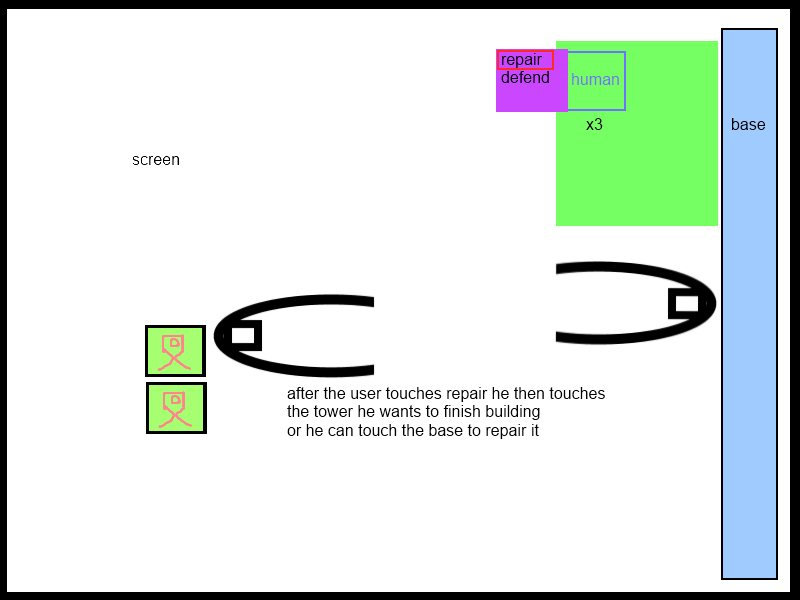 repair
defend
human
x3
base
screen
after the user touches repair he then touches
the tower he wants to finish building
or he can touch the base to repair it